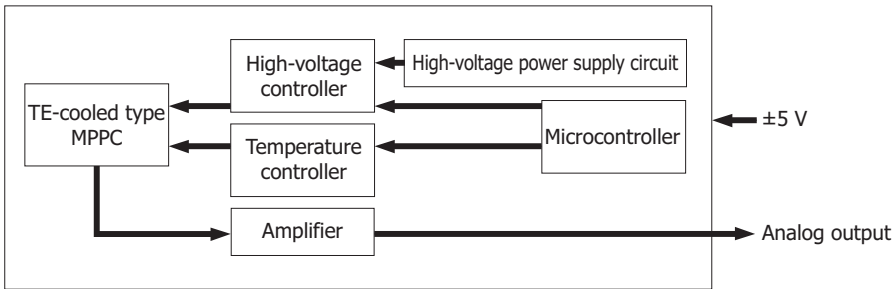 High-voltage
controller
High-voltage power supply circuit
TE-cooled type
MPPC
Microcontroller
±5 V
Temperature
controller
Amplifier
Analog output